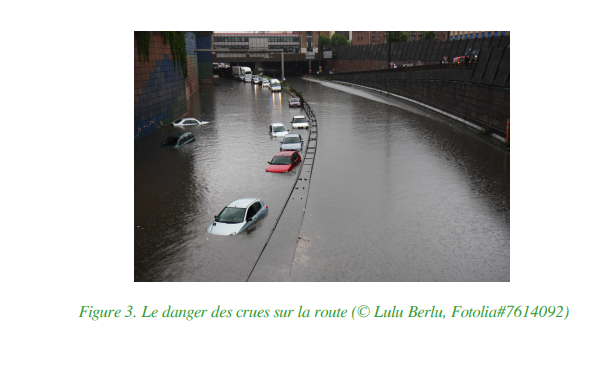 Figure 3. Le danger des crues sur la route (© Lulu Berlu, Fotolia#7614092)